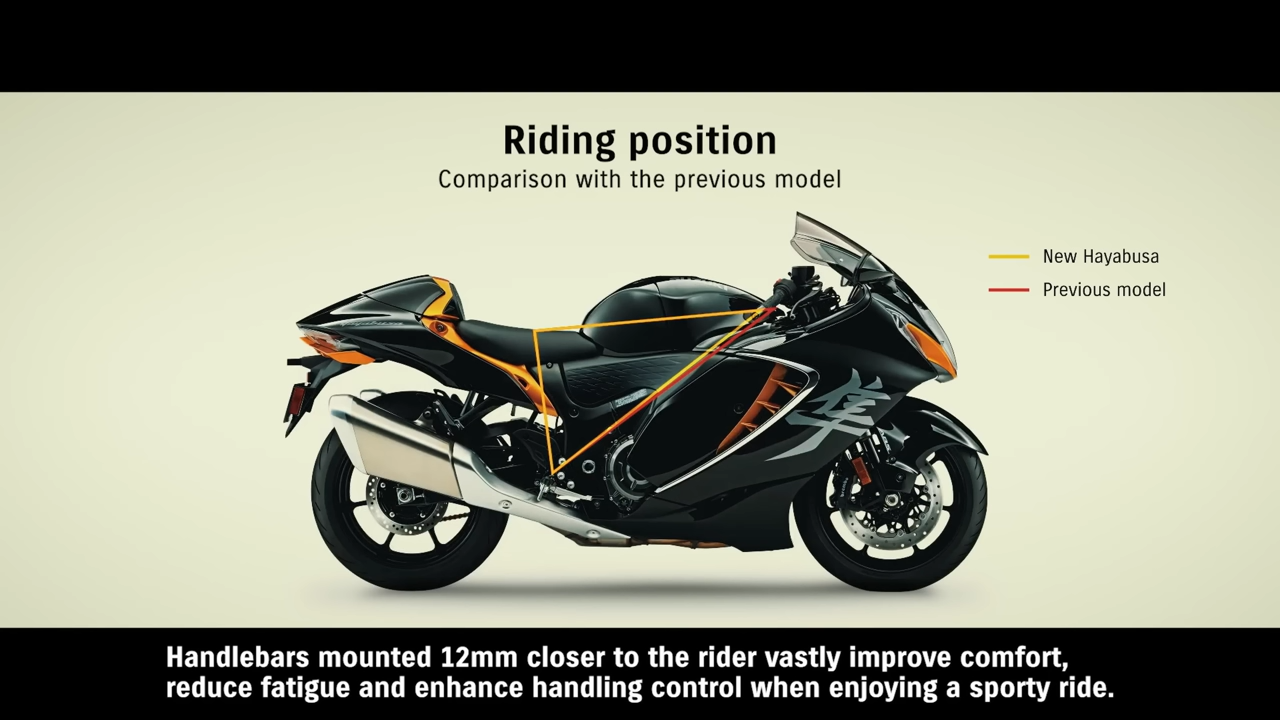 Riding position
Comparison with the previous model
New Hayabusa
Previous model
隼
Handlebars mounted 12mm closer to the rider vastly improve comfort,
reduce fatigue and enhance handling control when enjoying a sporty ride.